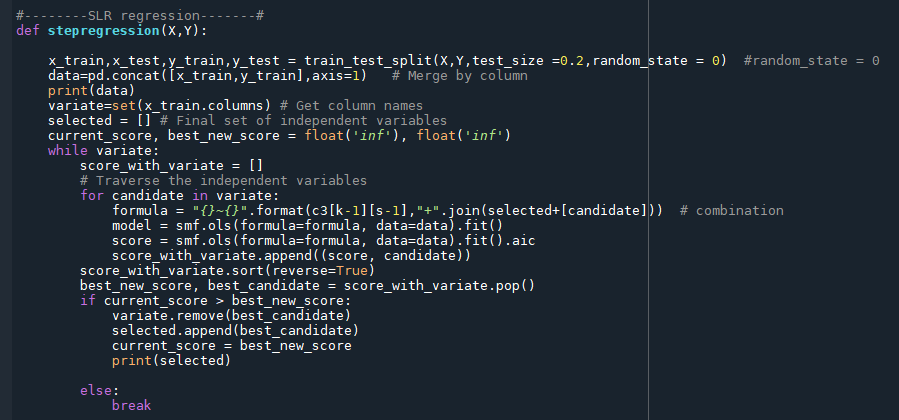 #--------SLR regression-------#
def stepregression(X,Y):
x_train,x_test,y_train,y_test = train_test_split(X,Y,test_size =0.2,random_state = 0)  #random_state = 0
data=pd.concat([x_train,y_train],axis=1)   # Merge by column
print(data)
variate=set(x_train.columns) # Get column names
selected = [] # Final set of independent variables
current_score, best_new_score = float('inf'), float('inf')
while variate:
score_with_variate = []
# Traverse the independent variables
for candidate in variate:
formula = "{}~{}".format(c3[k-1][s-1],"+".join(selected+[candidate]))  # combination
model = smf.ols(formula=formula, data=data).fit()
score = smf.ols(formula=formula, data=data).fit().aic
score_with_variate.append((score, candidate))
score_with_variate.sort(reverse=True)
best_new_score, best_candidate = score_with_variate.pop()
if current_score > best_new_score:
variate.remove(best_candidate)
selected.append(best_candidate)
current_score = best_new_score
print(selected)
else:
break